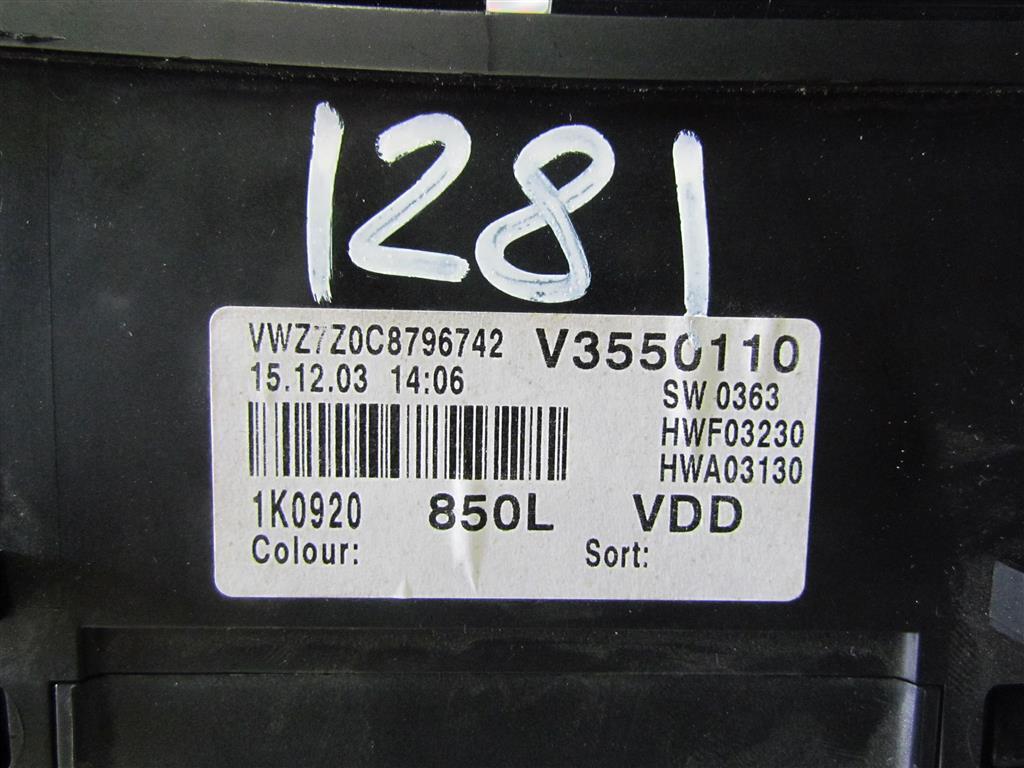 1281
VWZ7Z0C8796742 V3550110
15.12.03 14:06 SW 0363
HWF03230
HWA03130
1K0920 850L VDD
Colour: Sort: